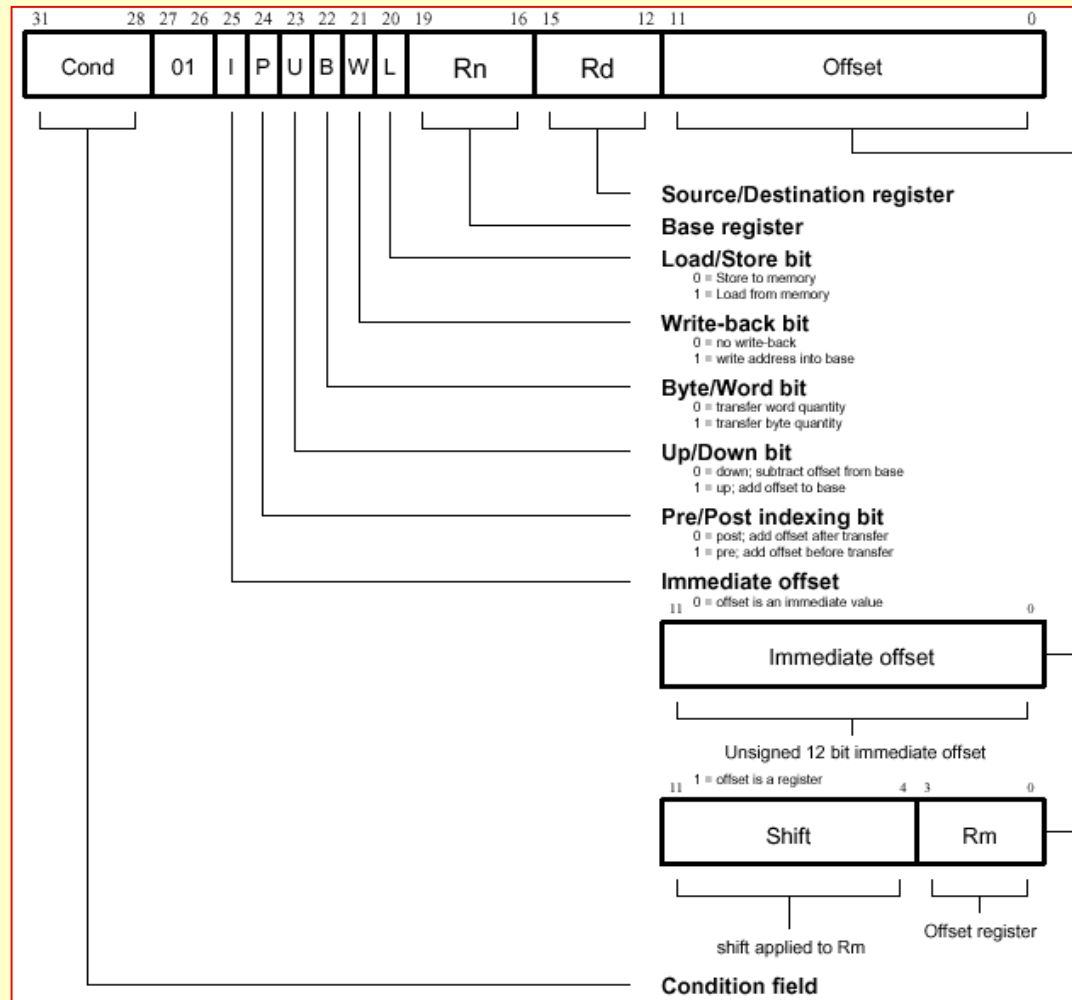 31 28 27 26 25 24 23 22 21 20 19 16 15 12 11 0
Cond 01 I P U B W L Rn Rd Offset
Source/Destination register
Base register
Load/Store bit
0 = Store to memory
1 = Load from memory
Write-back bit
0 = no write-back
1 = write address into base
Byte/Word bit
0 = transfer word quantity
1 = transfer byte quantity
Up/Down bit
0 = down; subtract offset from base
1 = up; add offset to base
Pre/Post indexing bit
0 = post; add offset after transfer
1 = pre; add offset before transfer
Immediate offset
0 = offset is an immediate value
11 0
Immediate offset
Unsigned 12 bit immediate offset
1 = offset is a register
11 4 3 0
Shift Rm
shift applied to Rm
Offset register
Condition field